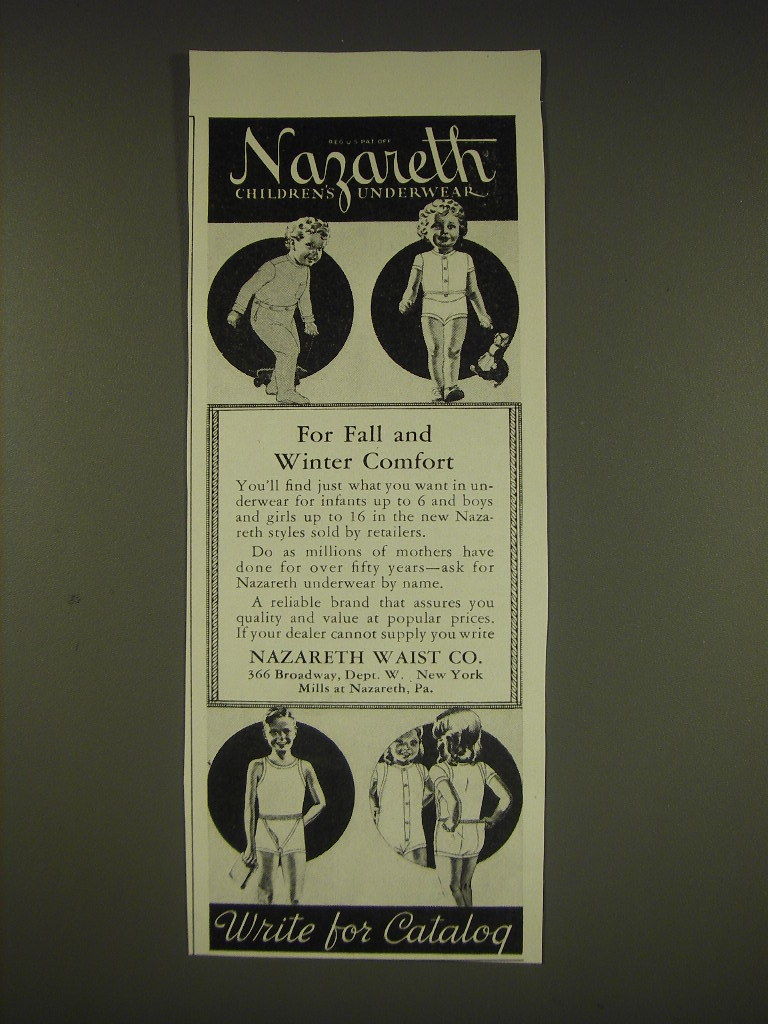 REG U S PAT OFF
Nazareth
CHILDREN'S UNDERWEAR
For Fall and
Winter Comfort
You'll find just what you want in un-
derwear for infants up to 6 and boys
and girls up to 16 in the new Naza-
reth styles sold by retailers.
Do as millions of mothers have
done for over fifty years—ask for
Nazareth underwear by name.
A reliable brand that assures you
quality and value at popular prices.
If your dealer cannot supply you write
NAZARETH WAIST CO.
366 Broadway, Dept. W. New York
Mills at Nazareth, Pa.
Write for Catalog